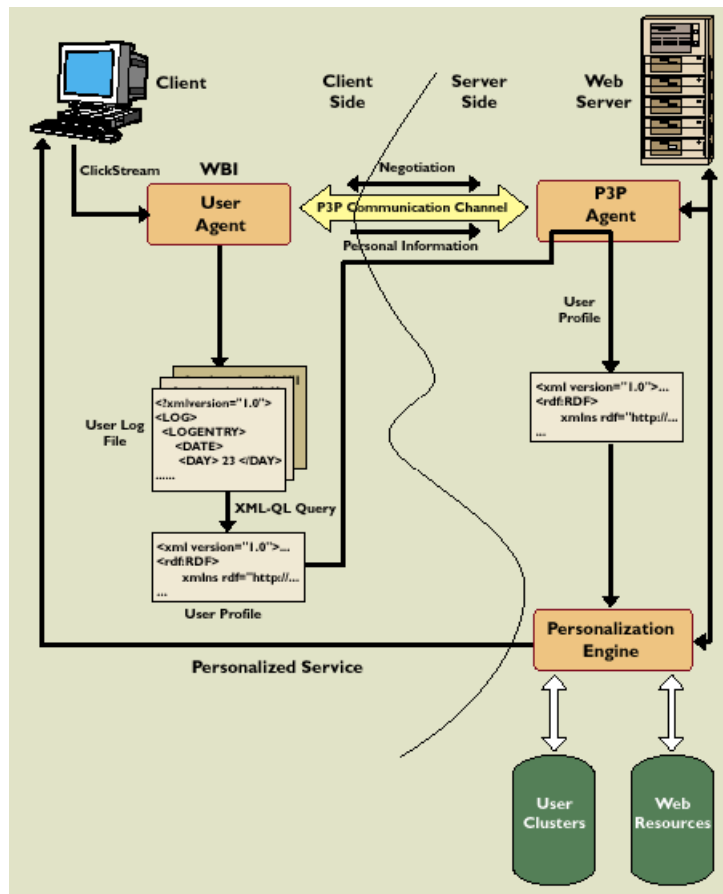 Client
Client
Side
Server
Side
Web
Server
ClickStream
WBI
User
Agent
Negotiation
P3P Communication Channel
Personal Information
P3P
Agent
User
Profile
User Log
File
<?xmlversion="1.0">
<LOG>
<LOGENTRY>
<DATE>
<DAY> 23 </DAY>
......
<xml version="1.0">...
<rdf:RDF>
xmlns rdf="http://...
...
XML-QL Query
<xml version="1.0">...
<rdf:RDF>
xmlns rdf="http://...
...
User Profile
Personalized Service
Personalization
Engine
User
Clusters
Web
Resources